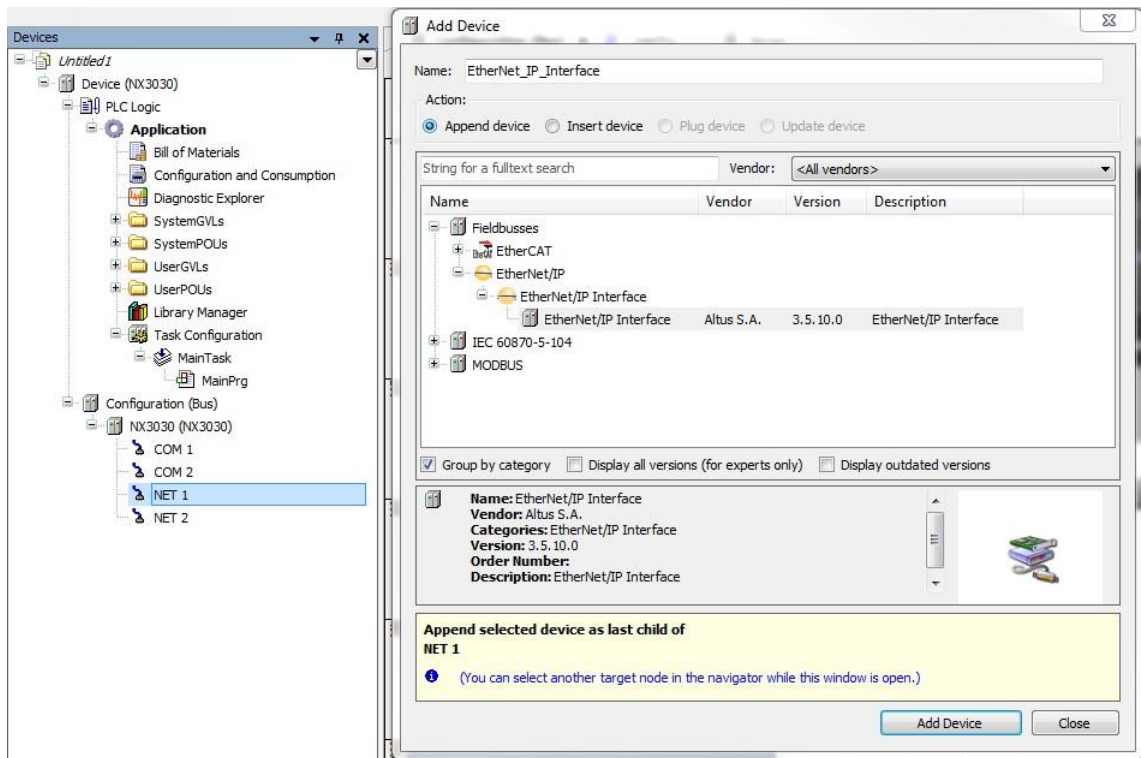 Devices
Untitled1
Device (NX3030)
PLC Logic
Application
Bill of Materials
Configuration and Consumption
Diagnostic Explorer
SystemGVLs
SystemPOUs
UserGVLs
UserPOUs
Library Manager
Task Configuration
MainTask
MainPrg
Configuration (Bus)
NX3030 (NX3030)
COM 1
COM 2
NET 1
NET 2
Add Device
Name: EtherNet_IP_Interface
Action:
Append device Insert device Plug device Update device
String for a fulltext search Vendor: <All vendors>
Name Vendor Version Description
Fieldbusses
EtherCAT
EtherNet/IP
EtherNet/IP Interface
EtherNet/IP Interface Altus S.A. 3.5.10.0 EtherNet/IP Interface
IEC 60870-5-104
MODBUS
Group by category Display all versions (for experts only) Display outdated versions
Name: EtherNet/IP Interface
Vendor: Altus S.A.
Categories: EtherNet/IP Interface
Version: 3.5.10.0
Order Number:
Description: EtherNet/IP Interface
Append selected device as last child of
NET 1
(You can select another target node in the navigator while this window is open.)
Add Device Close